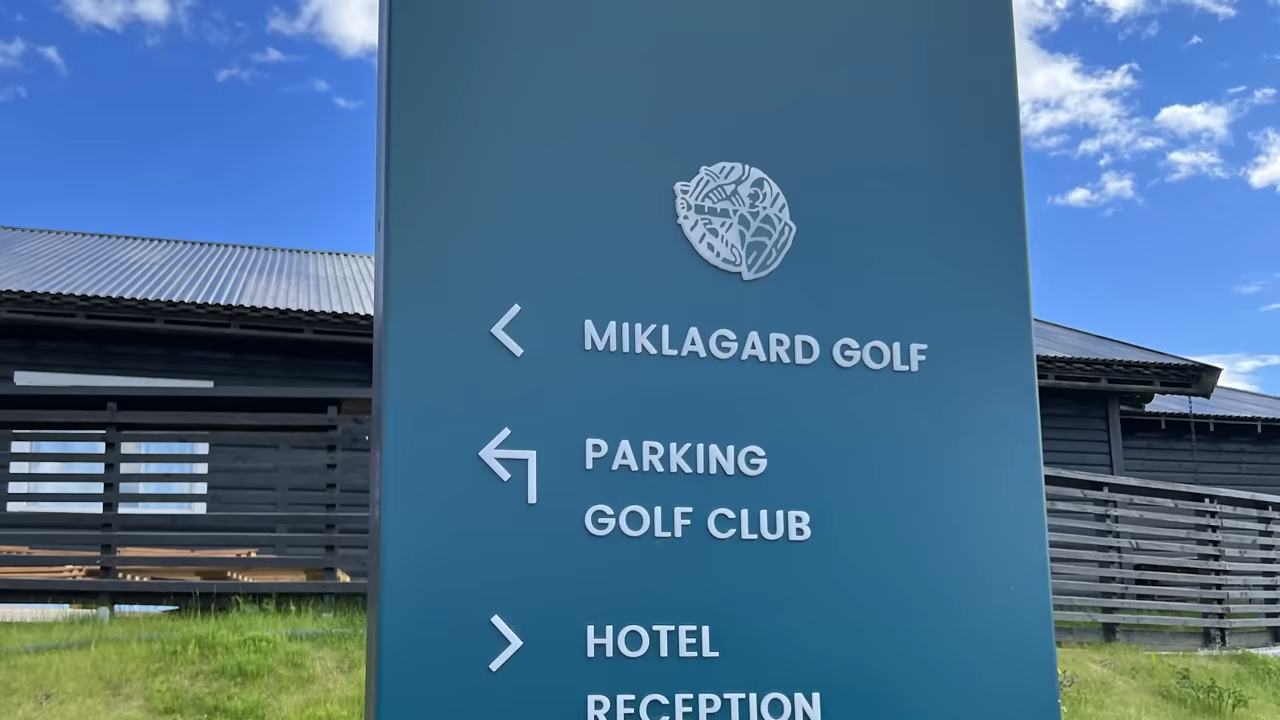 MIKLAGARD GOLF
PARKING
GOLF CLUB
HOTEL
RECEPTION